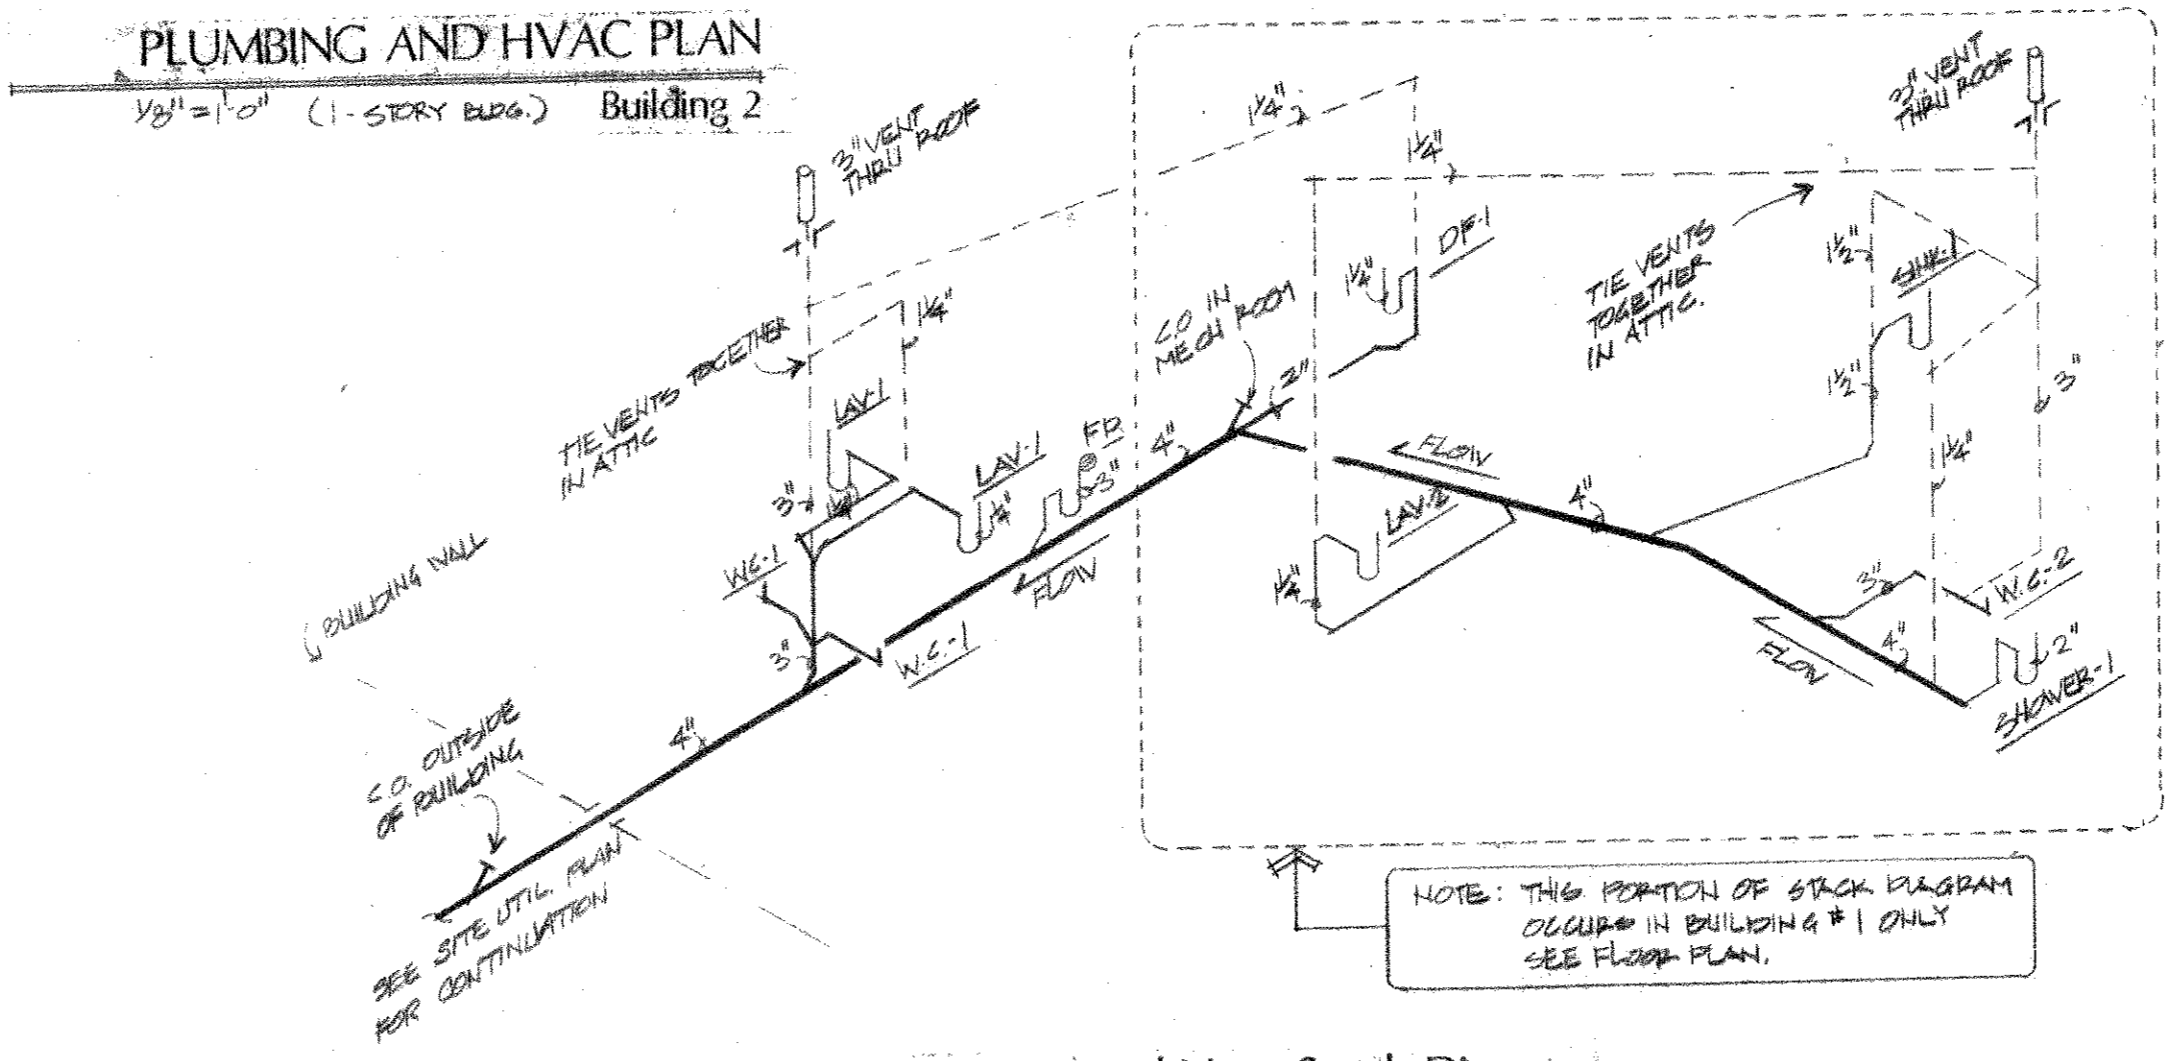 PLUMBING AND HVAC PLAN
1/8"=1'-0" (1-STORY BLDG.) Building 2
3" VENT
THRU ROOF
3" VENT
THRU ROOF
1¼"
1¼"
1¼"
DF-1
1¼"
TIE VENTS
TOGETHER
IN ATTIC.
1½"
SNK-1
C.O IN
MECH ROOM
TIE VENTS TOGETHER
IN ATTIC
LAV-1
2"
1½"
3"
LAV-1
F.D.
4"
FLOW
3"
3"
1¼"
1¼"
4"
LAV-2
1¼"
BUILDING WALL
W.C.-1
FLOW
1¼"
3"
W.C.-2
3"
W.C.-1
FLOW
4"
2"
SHOWER-1
4"
C.O. OUTSIDE
OF BUILDING
SEE SITE UTIL. PLAN
FOR CONTINUATION
NOTE: THIS PORTION OF STACK DIAGRAM
OCCURS IN BUILDING #1 ONLY
SEE FLOOR PLAN.